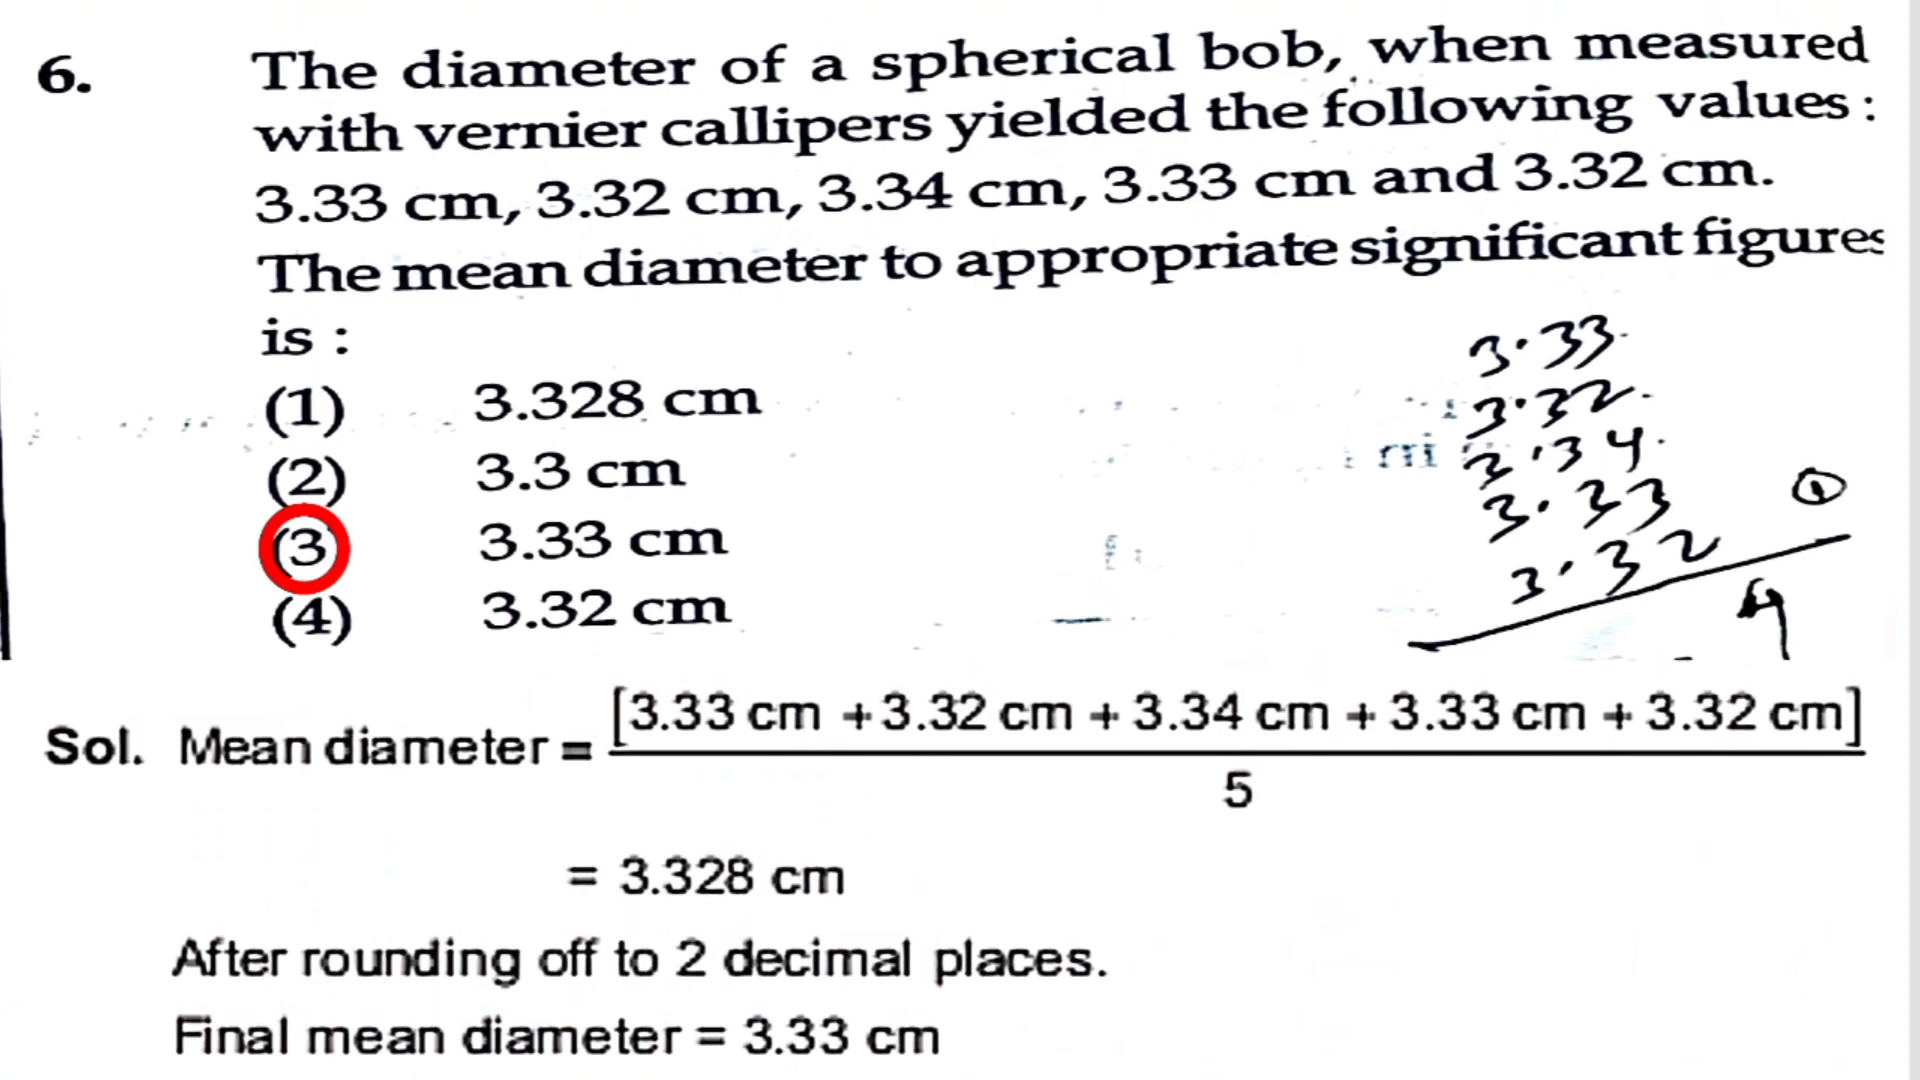 6. The diameter of a spherical bob, when measured
with vernier callipers yielded the following values :
3.33 cm, 3.32 cm, 3.34 cm, 3.33 cm and 3.32 cm.
The mean diameter to appropriate significant figures
is :
(1) 3.328 cm
(2) 3.3 cm
(3) 3.33 cm
(4) 3.32 cm
3.33
3.32
3.34
3.33
3.32
4
Sol. Mean diameter = [3.33 cm + 3.32 cm + 3.34 cm + 3.33 cm + 3.32 cm]
5
= 3.328 cm
After rounding off to 2 decimal places.
Final mean diameter = 3.33 cm